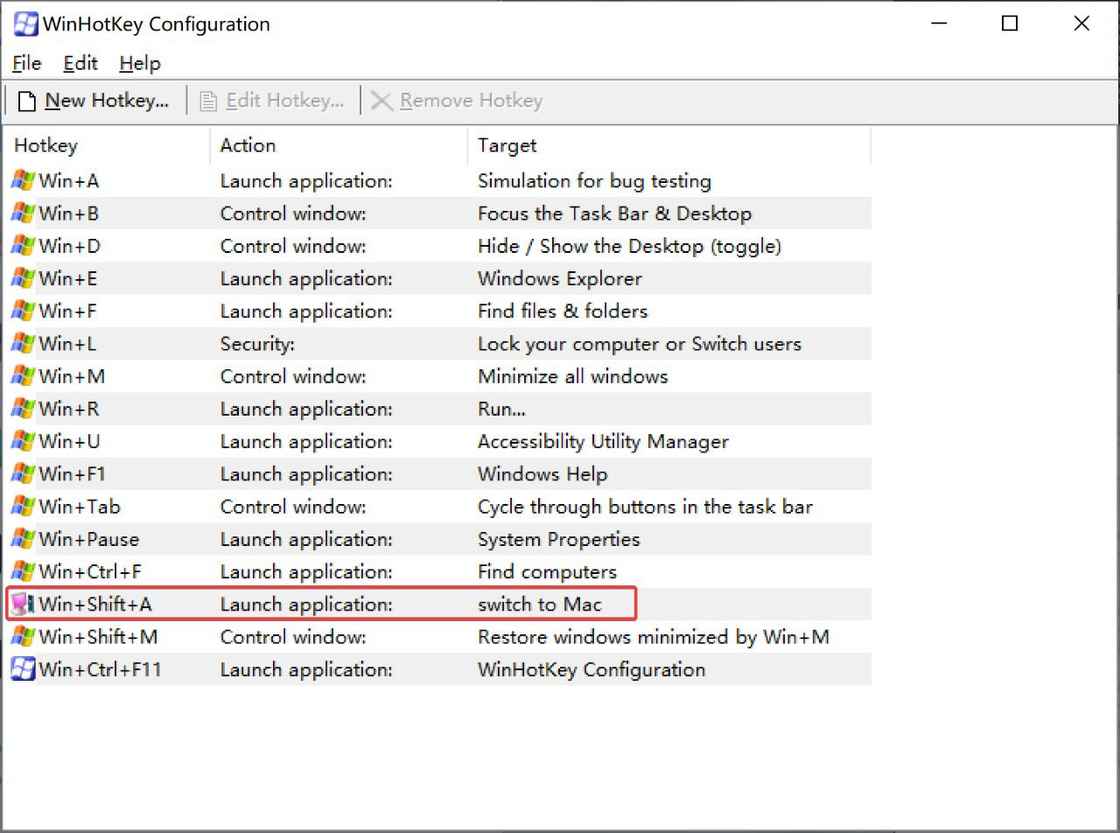 WinHotKey Configuration
File Edit Help
New Hotkey... Edit Hotkey... Remove Hotkey
Hotkey Action Target
Win+A Launch application: Simulation for bug testing
Win+B Control window: Focus the Task Bar & Desktop
Win+D Control window: Hide / Show the Desktop (toggle)
Win+E Launch application: Windows Explorer
Win+F Launch application: Find files & folders
Win+L Security: Lock your computer or Switch users
Win+M Control window: Minimize all windows
Win+R Launch application: Run...
Win+U Launch application: Accessibility Utility Manager
Win+F1 Launch application: Windows Help
Win+Tab Control window: Cycle through buttons in the task bar
Win+Pause Launch application: System Properties
Win+Ctrl+F Launch application: Find computers
Win+Shift+A Launch application: switch to Mac
Win+Shift+M Control window: Restore windows minimized by Win+M
Win+Ctrl+F11 Launch application: WinHotKey Configuration